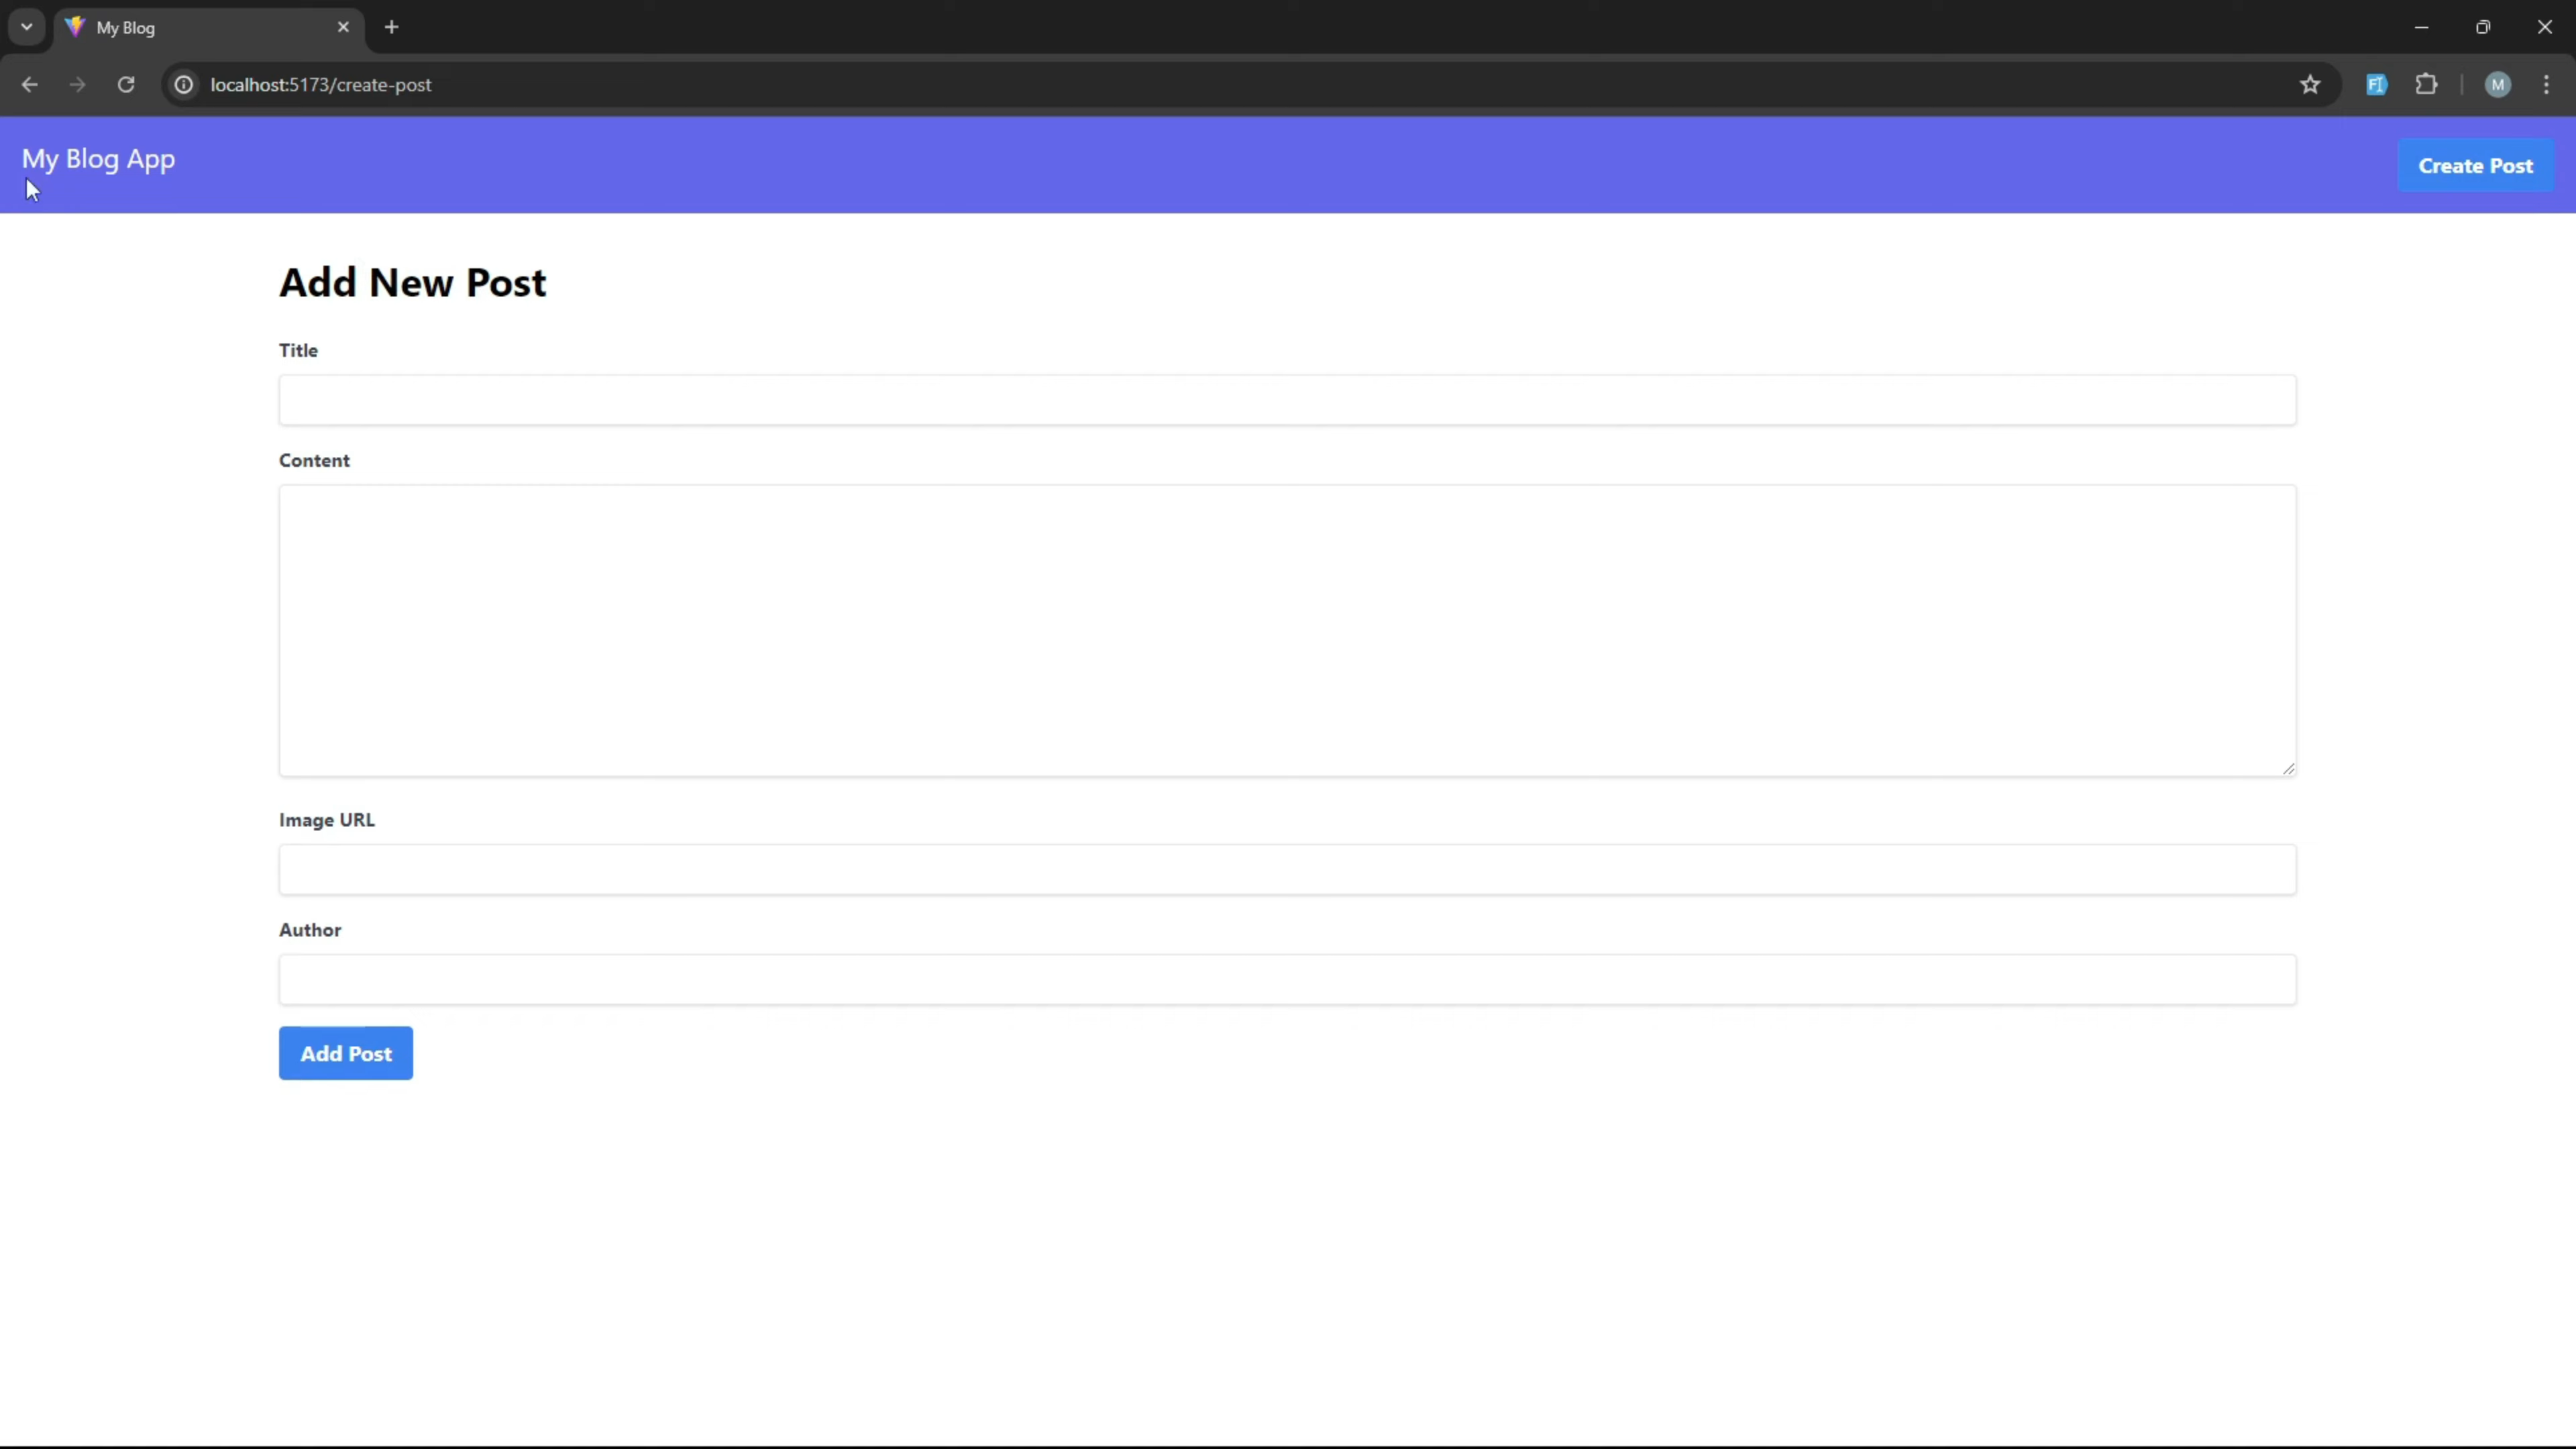 My Blog
localhost:5173/create-post
M
My Blog App
Create Post
Add New Post
Title
Content
Image URL
Author
Add Post